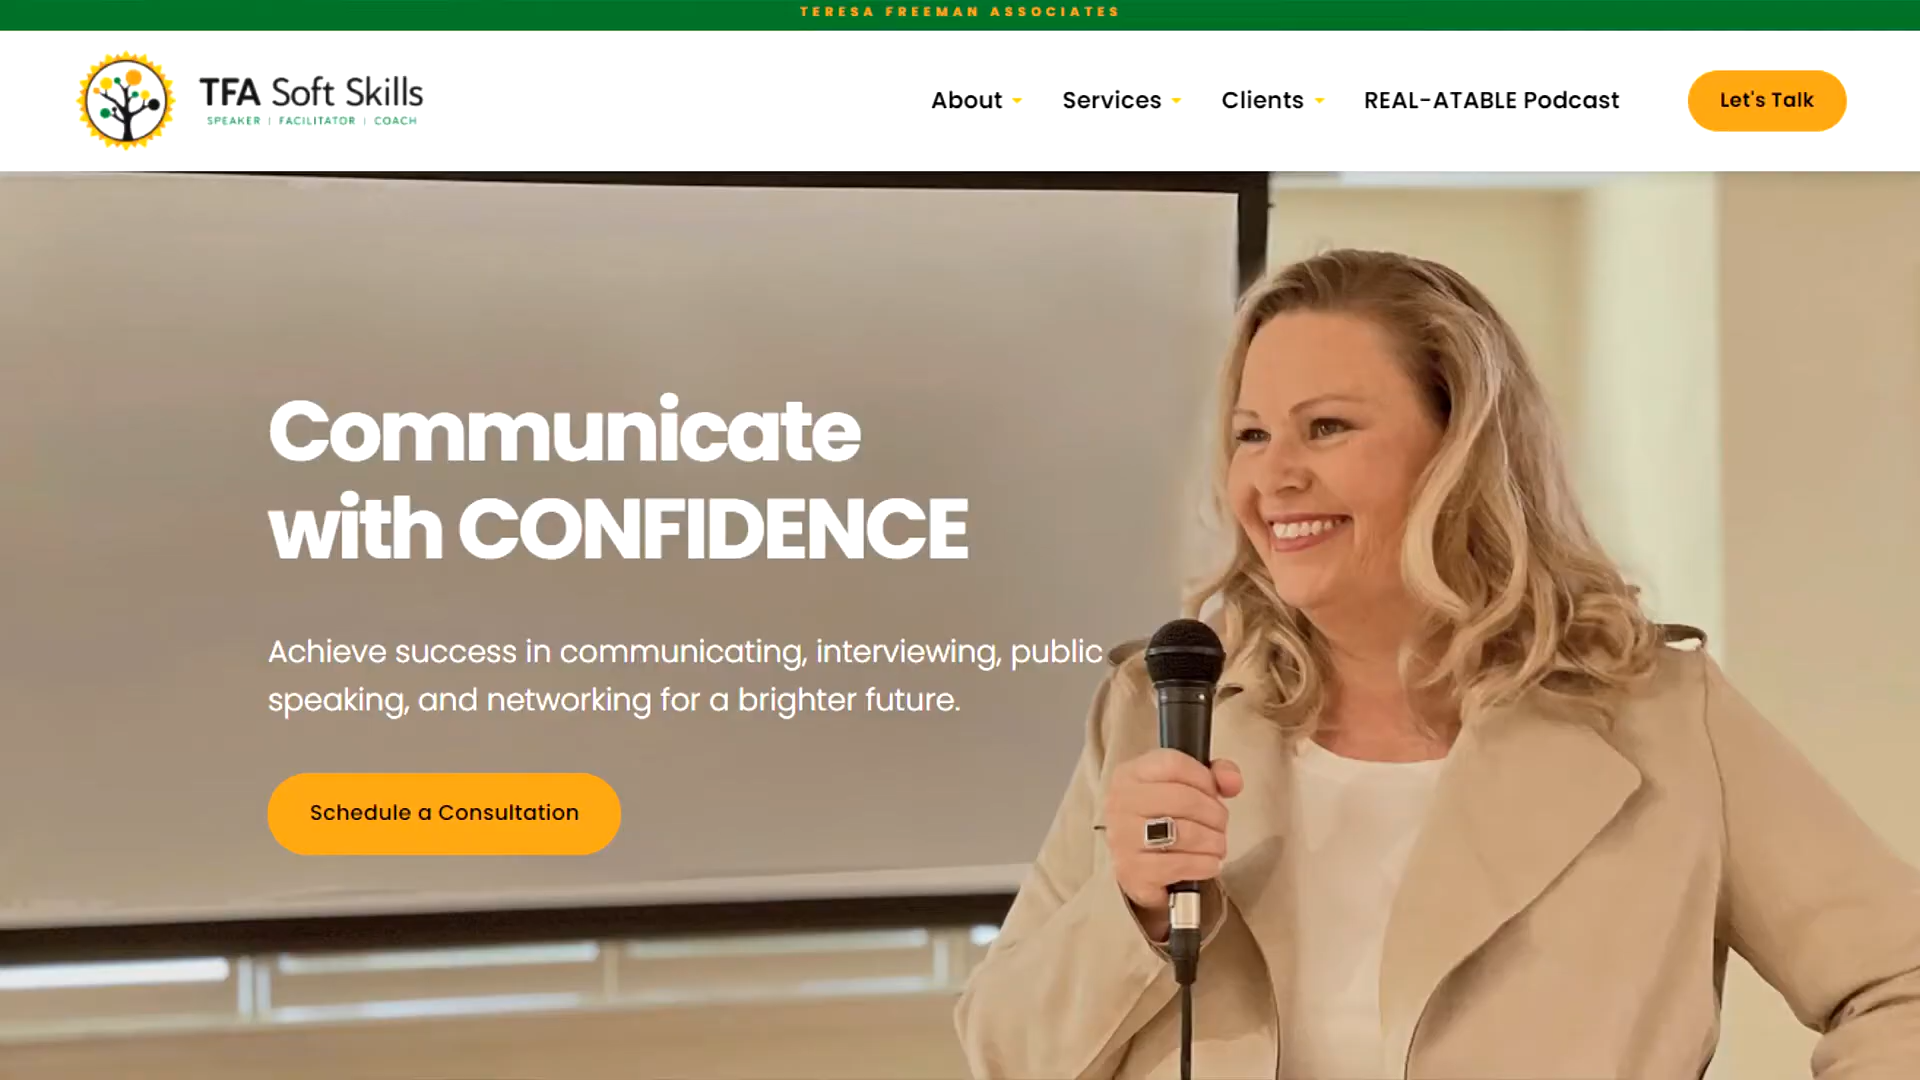 TERESA FREEMAN ASSOCIATES
TFA Soft Skills
SPEAKER | FACILITATOR | COACH
About
Services
Clients
REAL-ATABLE Podcast
Let's Talk
Communicate
with CONFIDENCE
Achieve success in communicating, interviewing, public
speaking, and networking for a brighter future.
Schedule a Consultation